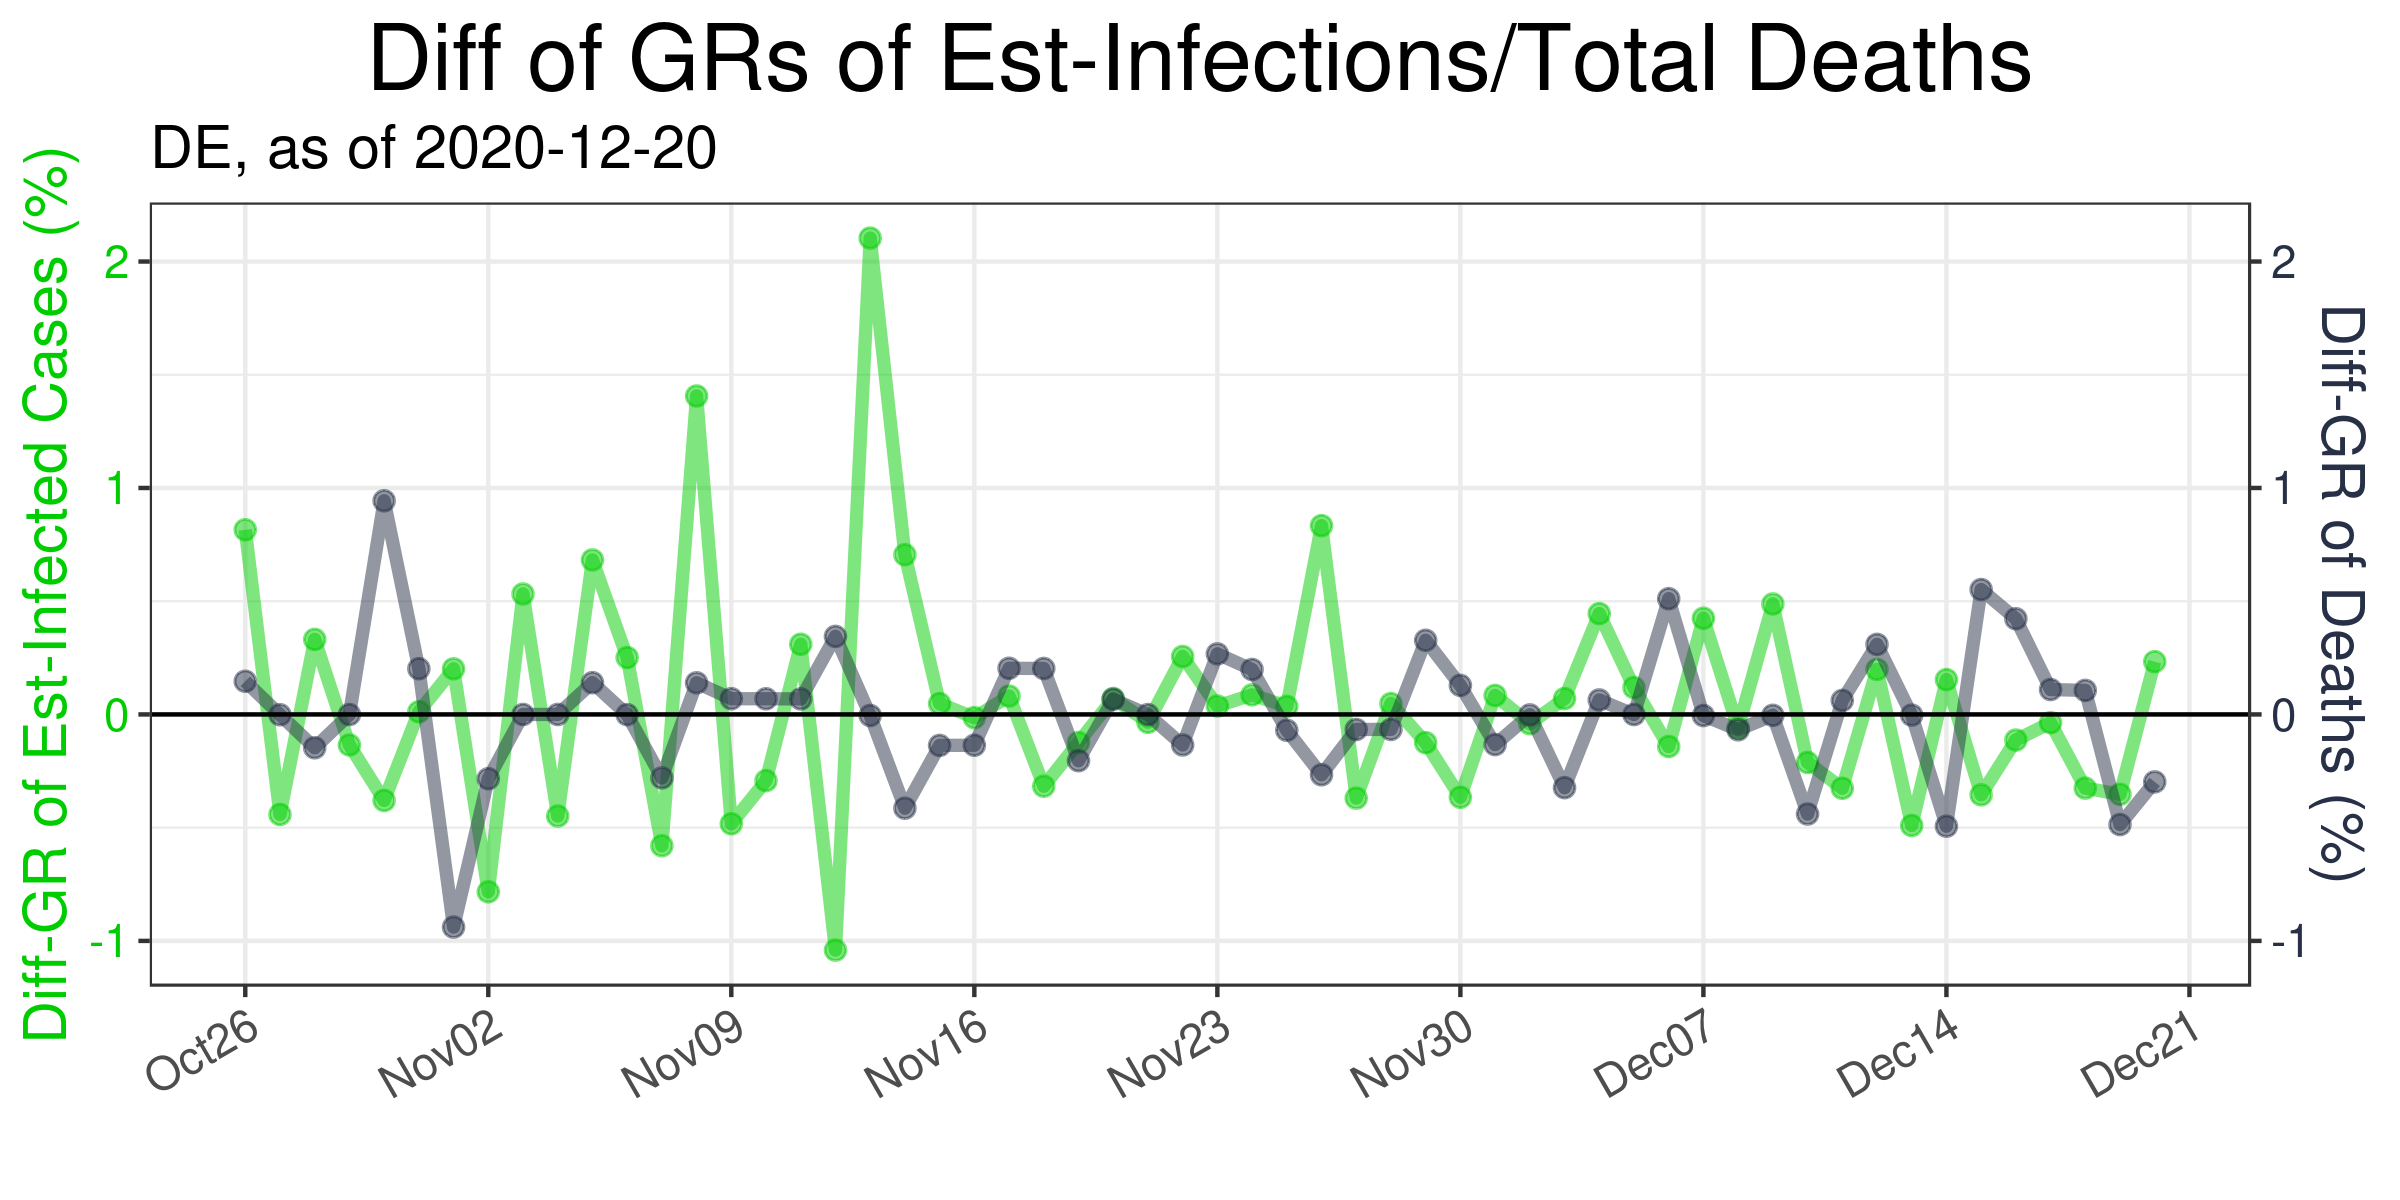 Diff of GRs of Est-Infections/Total Deaths
DE, as of 2020-12-20
Diff-GR of Est-Infected Cases (%)
2
1
0
-1
2
1
0
-1
Diff-GR of Deaths (%)
Oct26
Nov02
Nov09
Nov16
Nov23
Nov30
Dec07
Dec14
Dec21